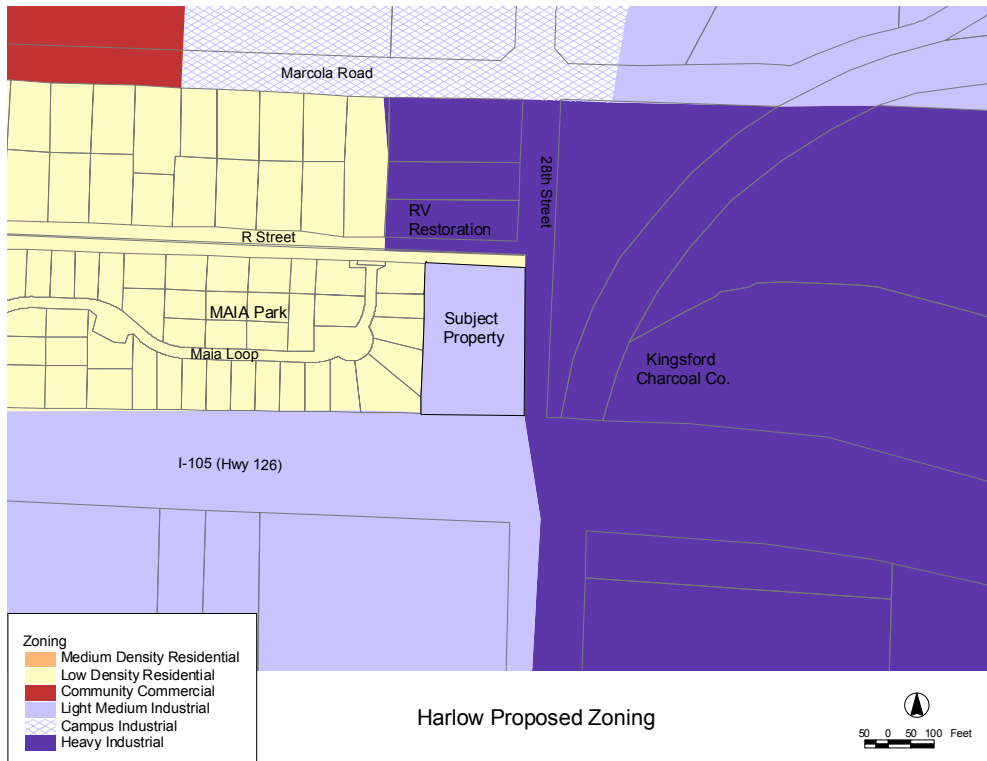 Marcola Road
28th Street
RV
Restoration
R Street
MAIA Park
Subject
Property
Maia Loop
Kingsford
Charcoal Co.
I-105 (Hwy 126)
Zoning
Medium Density Residential
Low Density Residential
Community Commercial
Light Medium Industrial
Campus Industrial
Heavy Industrial
Harlow Proposed Zoning
50 0 50 100 Feet